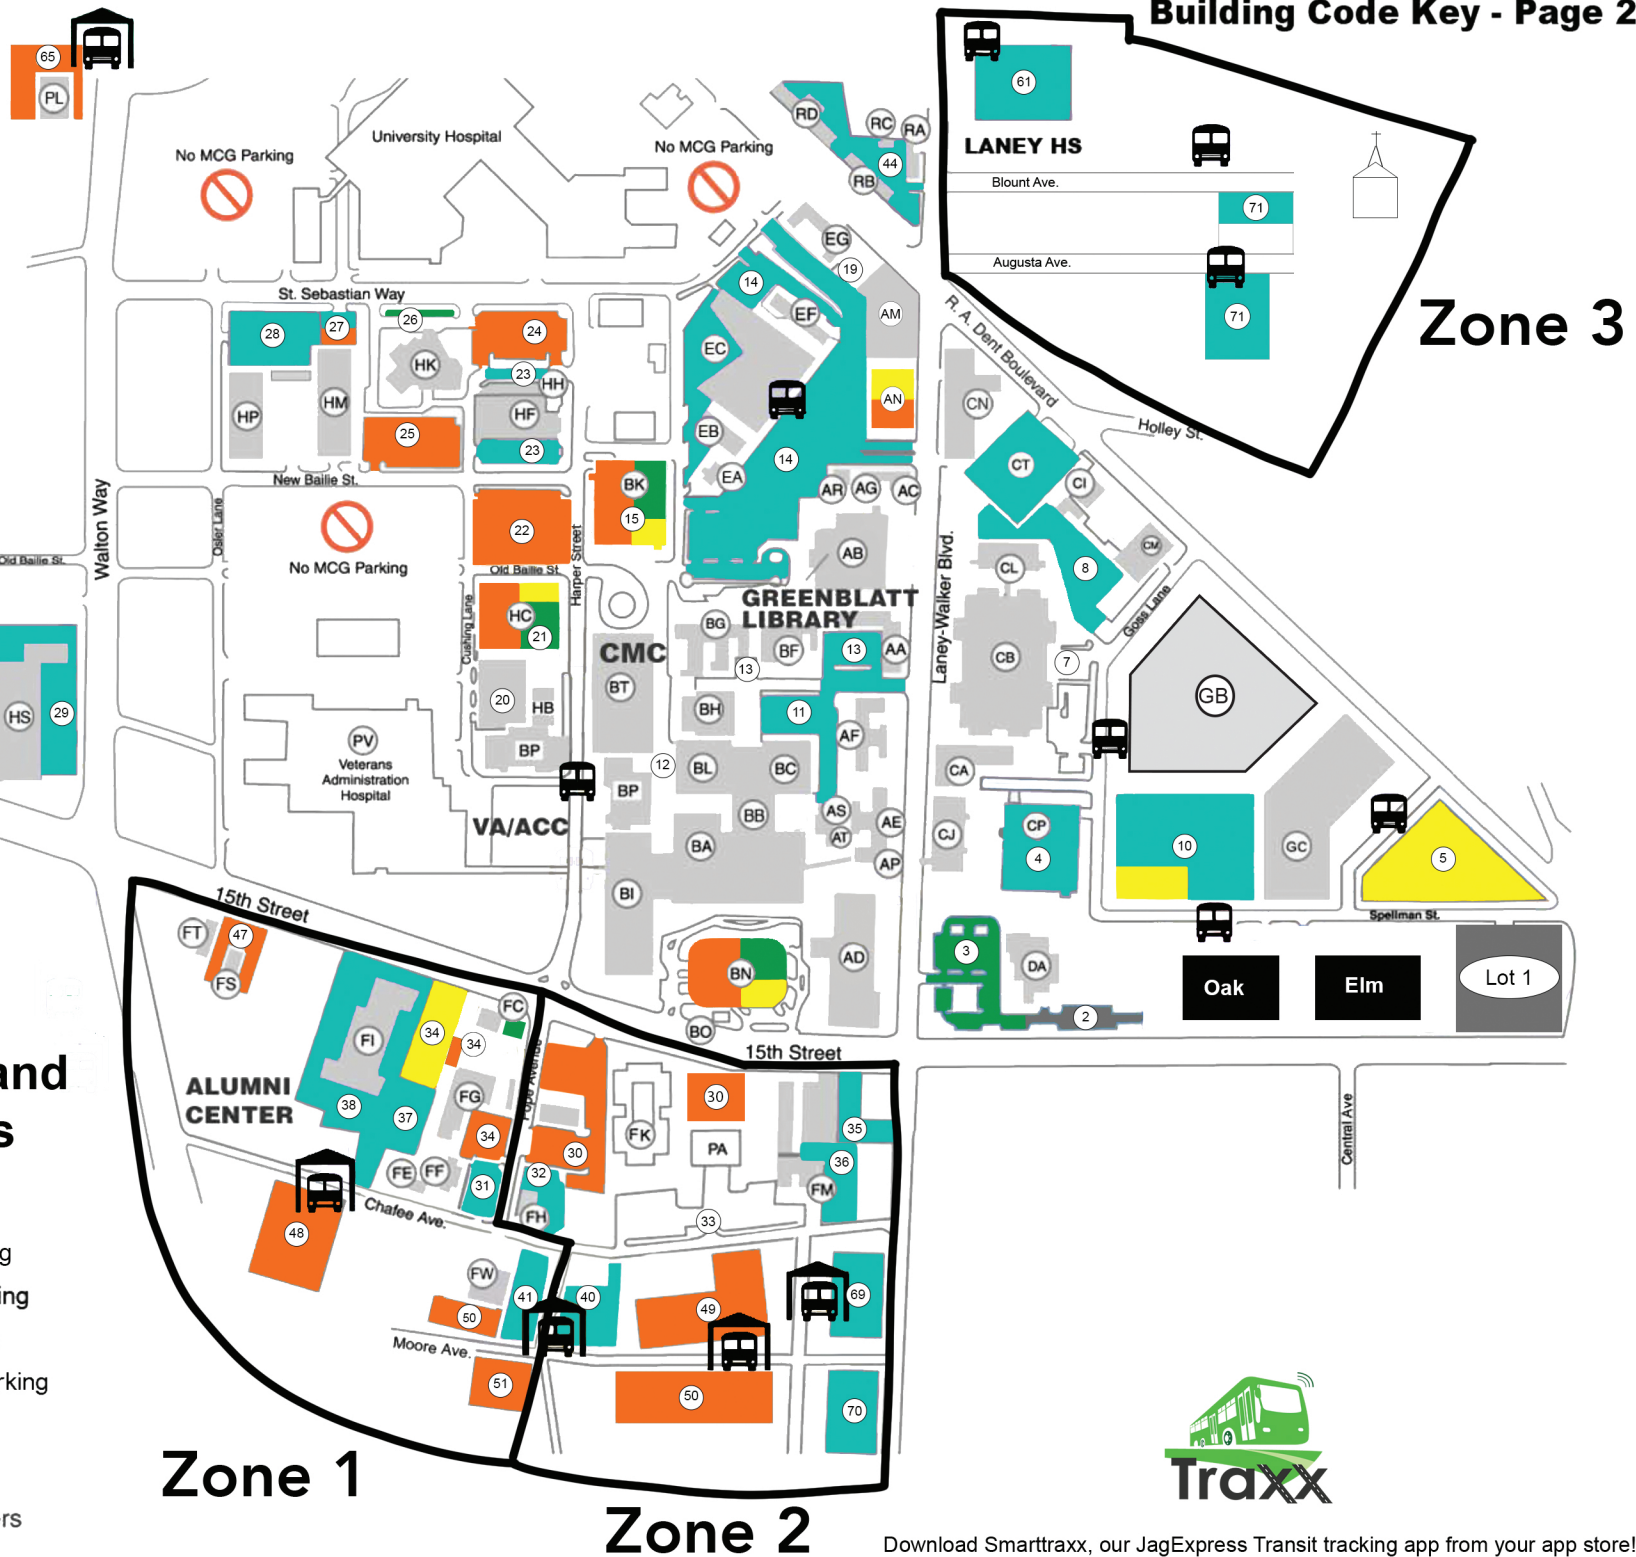 Building Code Key - Page 2
65
PL
University Hospital
No MCG Parking
No MCG Parking
RD
RC
RA
44
RB
61
LANEY HS
Blount Ave.
71
Augusta Ave.
71
Zone 3
EG
19
14
EF
AM
EC
AN
EB
EA
14
AR
AG
AC
AB
R. A. Dent Boulevard
Holley St.
St. Sebastian Way
28
27
26
24
HK
23
HH
HP
HM
HF
25
23
New Bailie St.
BK
15
22
No MCG Parking
Old Bailie St.
Old Bailie St.
Walton Way
Osler Lane
Harper Street
Cushing Lane
HC
21
20
HB
BP
PV
Veterans
Administration
Hospital
VA/ACC
HS
29
CN
CT
CI
CM
CL
8
Laney-Walker Blvd.
Goss Lane
CB
7
GB
GREENBLATT
LIBRARY
CMC
BG
BF
13
AA
13
BT
BH
11
AF
12
BL
BC
BP
BB
AS
AE
AT
BA
AP
BI
CA
CJ
CP
4
10
GC
5
Spellman St.
BN
AD
BO
3
DA
2
Oak
Elm
Lot 1
15th Street
15th Street
Central Ave
FT
47
FS
FC
34
34
FI
FG
38
37
34
ALUMNI
CENTER
FE
FF
31
Pope Avenue
30
FK
PA
30
32
FH
35
36
FM
33
48
Chafee Ave.
FW
41
40
50
49
69
Moore Ave.
51
50
70
Zone 1
Zone 2
and
s
g
ing
rking
rs
Traxx
Download Smarttraxx, our JagExpress Transit tracking app from your app store!